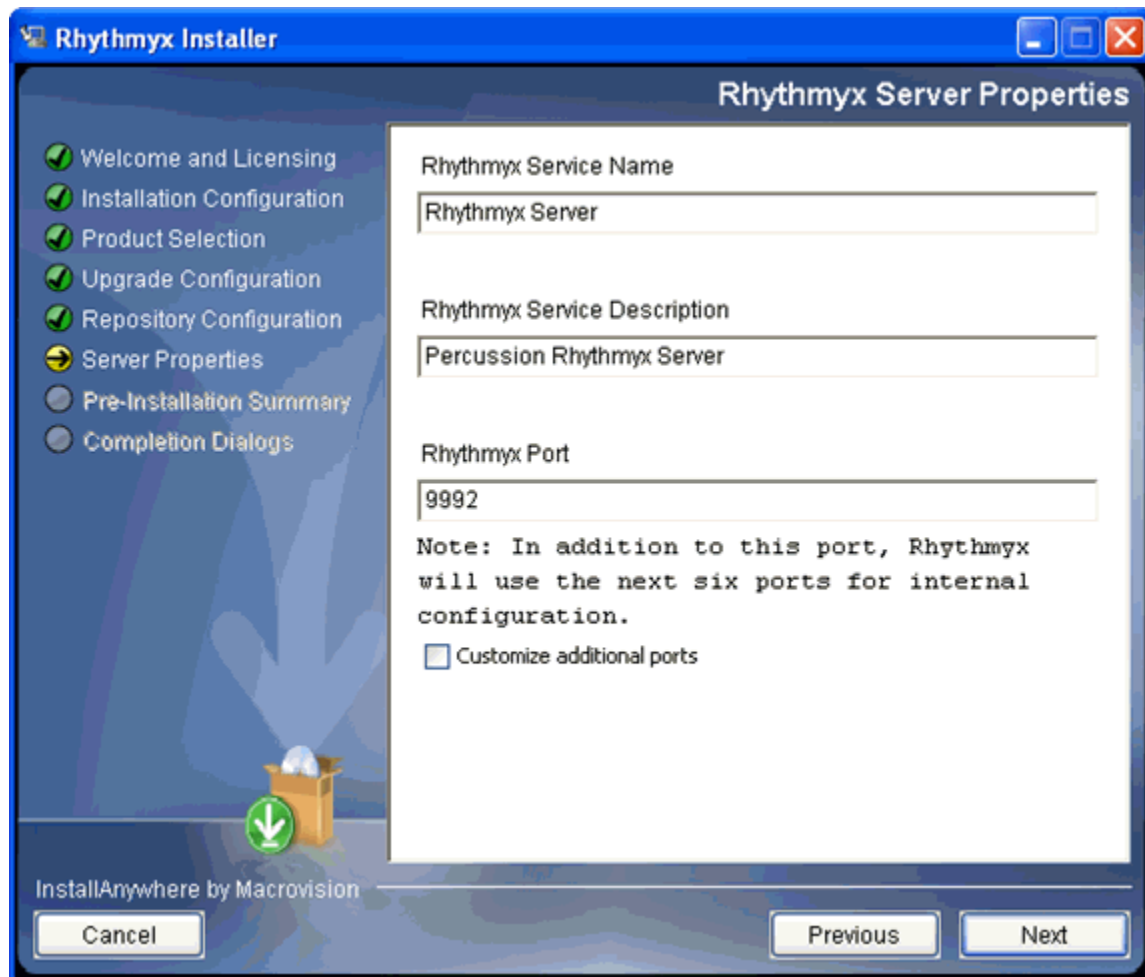 Rhythmyx Installer
Rhythmyx Server Properties
Welcome and Licensing
Installation Configuration
Product Selection
Upgrade Configuration
Repository Configuration
Server Properties
Pre-Installation Summary
Completion Dialogs
Rhythmyx Service Name
Rhythmyx Server
Rhythmyx Service Description
Percussion Rhythmyx Server
Rhythmyx Port
9992
Note: In addition to this port, Rhythmyx
will use the next six ports for internal
configuration.
Customize additional ports
InstallAnywhere by Macrovision
Cancel
Previous
Next